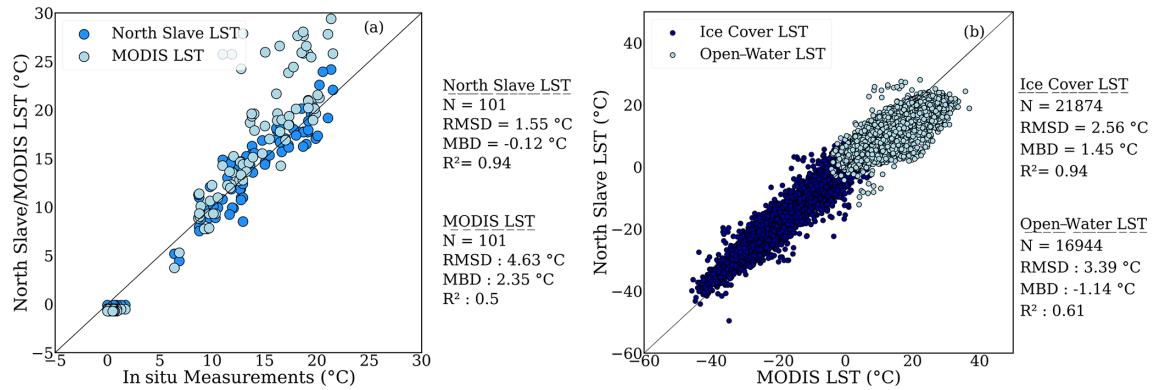 (a)
North Slave LST
MODIS LST
30
25
20
15
10
5
0
−5
North Slave/MODIS LST (°C)
−5
0
5
10
15
20
25
30
In situ Measurements (°C)
North Slave LST
N = 101
RMSD = 1.55 °C
MBD = -0.12 °C
R²= 0.94
MODIS LST
N = 101
RMSD : 4.63 °C
MBD : 2.35 °C
R² : 0.5
(b)
Ice Cover LST
Open-Water LST
40
20
0
−20
−40
−60
North Slave LST (°C)
−60
−40
−20
0
20
40
MODIS LST (°C)
Ice Cover LST
N = 21874
RMSD = 2.56 °C
MBD = 1.45 °C
R²= 0.94
Open-Water LST
N = 16944
RMSD : 3.39 °C
MBD : -1.14 °C
R² : 0.61